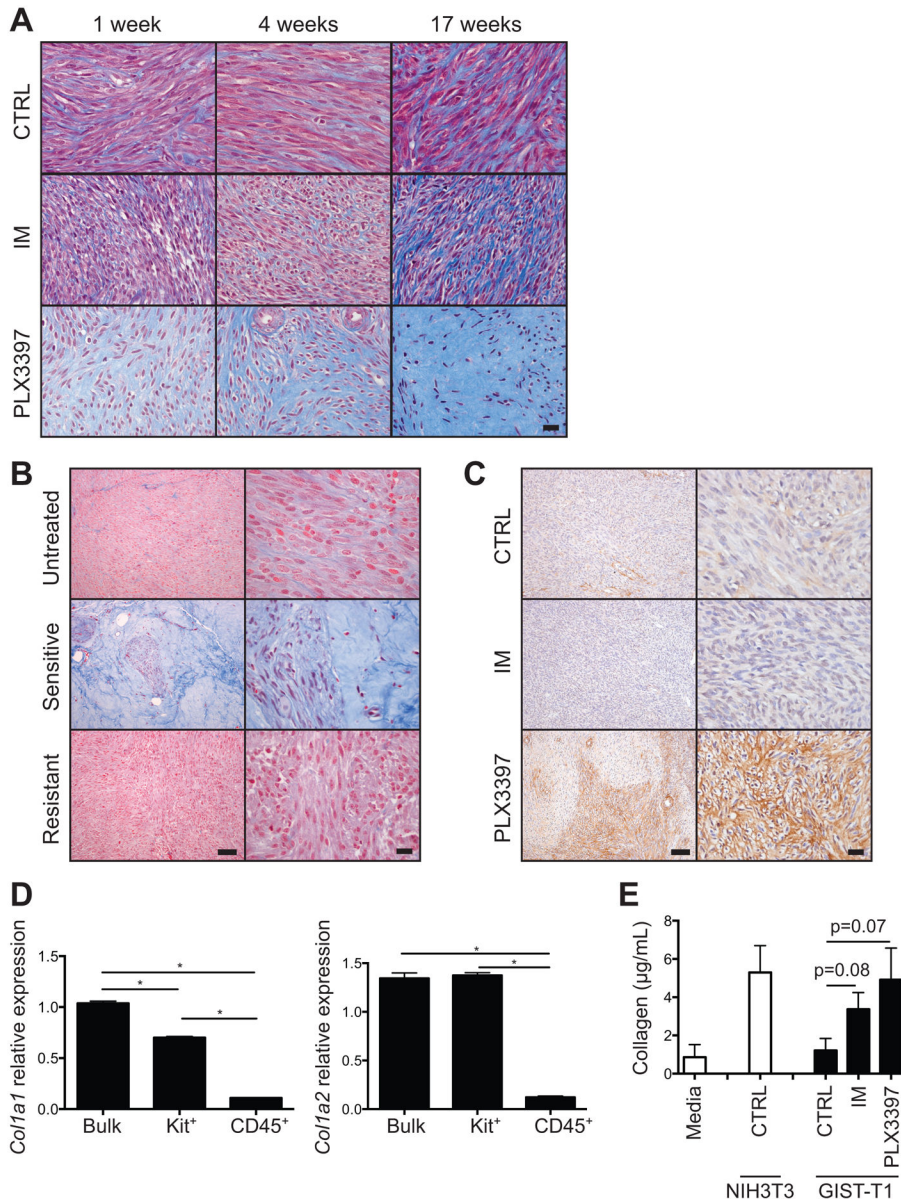 A
1 week 4 weeks 17 weeks
CTRL
IM
PLX3397
B
Untreated
Sensitive
Resistant
C
CTRL
IM
PLX3397
D
Col1a1 relative expression
1.5
1.0
0.5
0.0
* * *
Bulk Kit+ CD45+
Col1a2 relative expression
1.5
1.0
0.5
0.0
* *
Bulk Kit+ CD45+
E
Collagen (µg/mL)
8
6
4
2
0
p=0.07
p=0.08
Media CTRL CTRL IM PLX3397
NIH3T3 GIST-T1